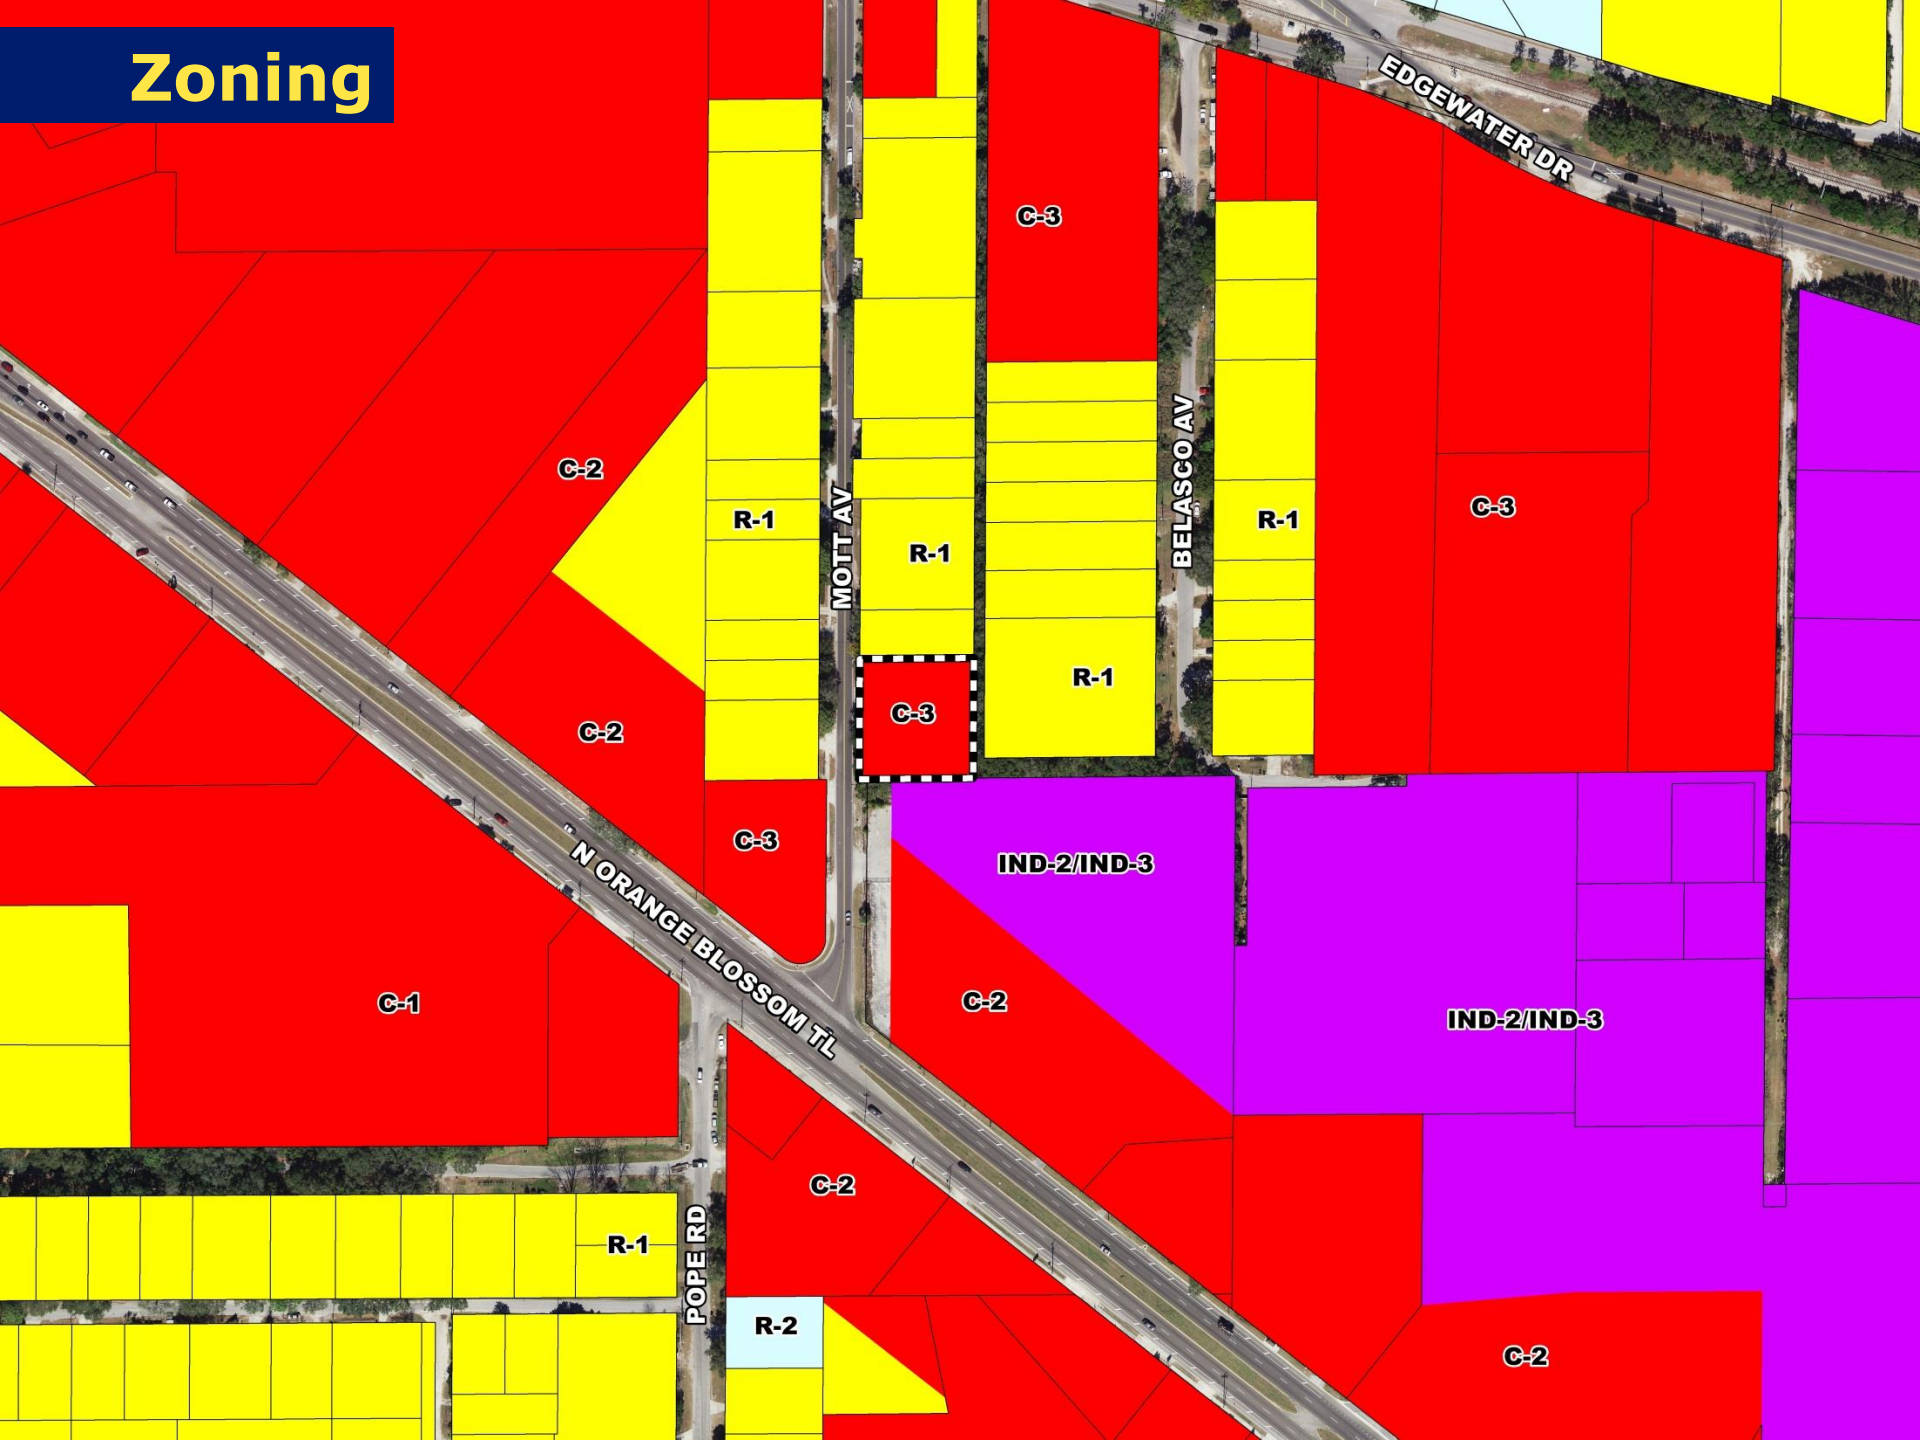 Zoning
EDGEWATER DR
C-3
C-2
R-1
MOTT AV
R-1
BELASCO AV
R-1
C-3
R-1
C-3
C-2
C-3
IND-2/IND-3
N ORANGE BLOSSOM TL
C-1
C-2
IND-2/IND-3
C-2
R-1
POPE RD
R-2
C-2